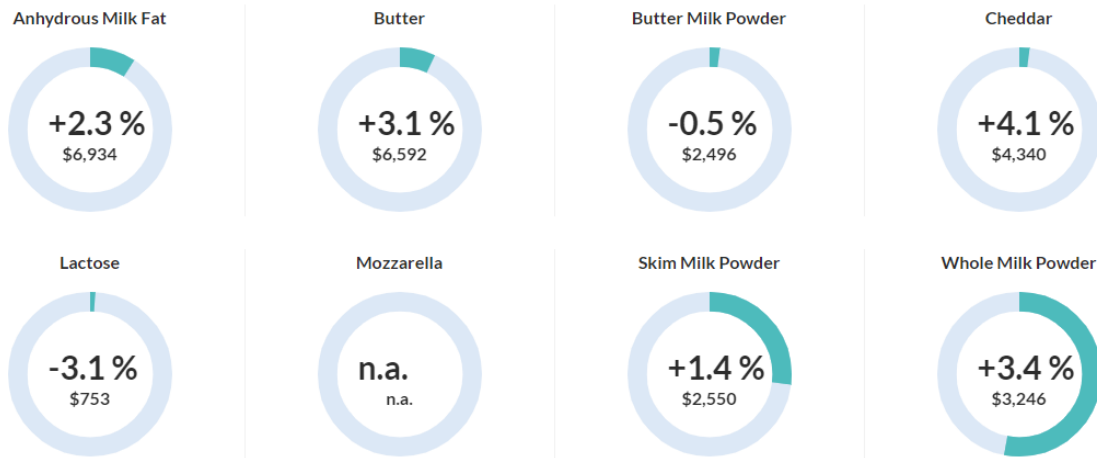 Anhydrous Milk Fat
+2.3 %
$6,934
Butter
+3.1 %
$6,592
Butter Milk Powder
-0.5 %
$2,496
Cheddar
+4.1 %
$4,340
Lactose
-3.1 %
$753
Mozzarella
n.a.
n.a.
Skim Milk Powder
+1.4 %
$2,550
Whole Milk Powder
+3.4 %
$3,246